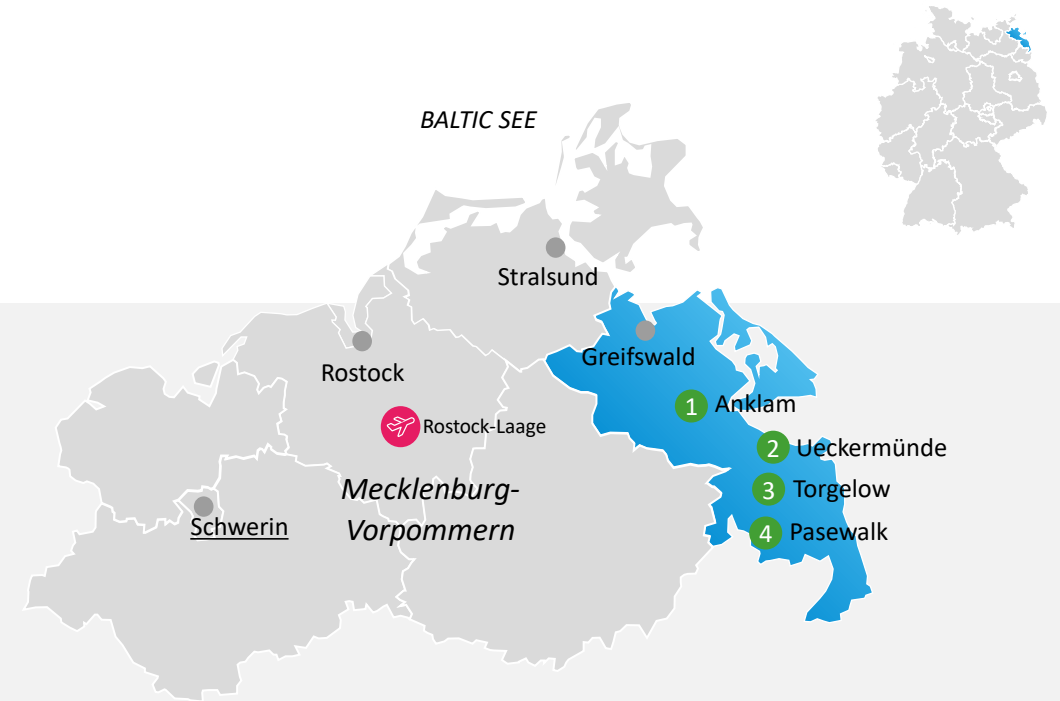 BALTIC SEE
Stralsund
Greifswald
Rostock
1 Anklam
Rostock-Laage
2 Ueckermünde
3 Torgelow
Mecklenburg-
Vorpommern
Schwerin
4 Pasewalk